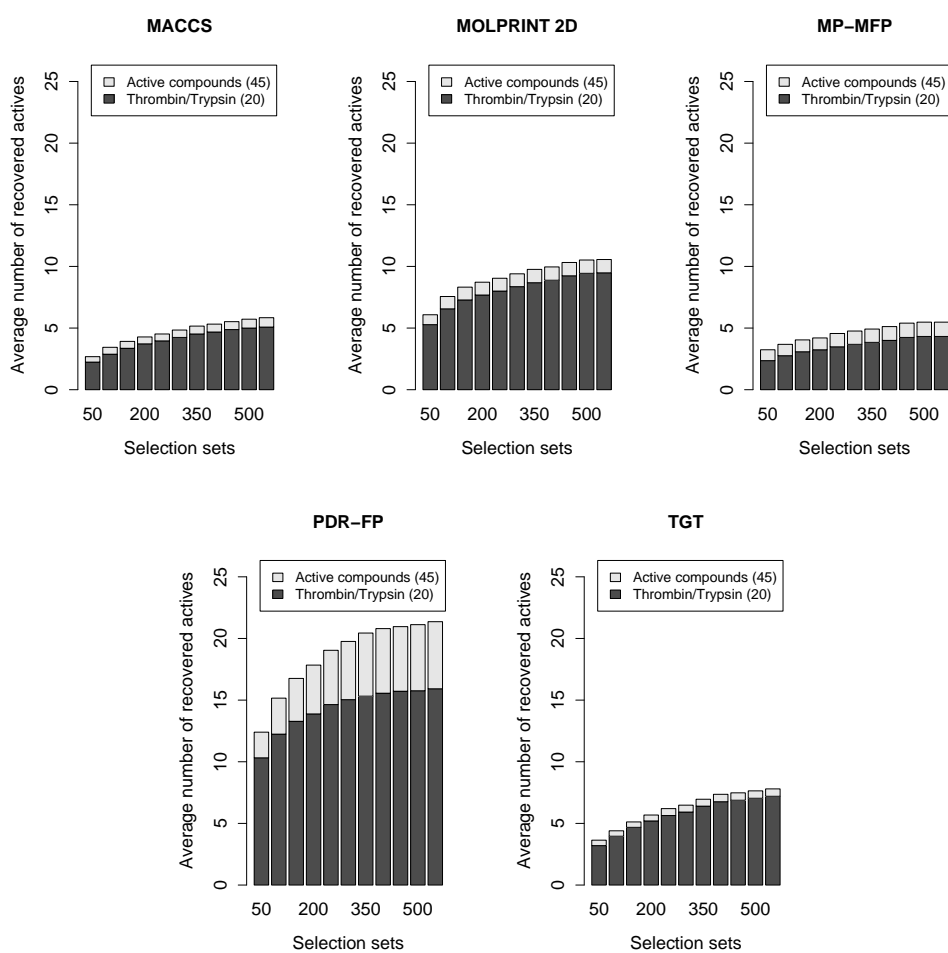 MACCS
Active compounds (45)
Thrombin/Trypsin (20)
Average number of recovered actives
0 5 10 15 20 25
50 200 350 500
Selection sets
MOLPRINT 2D
Active compounds (45)
Thrombin/Trypsin (20)
Average number of recovered actives
0 5 10 15 20 25
50 200 350 500
Selection sets
MP−MFP
Active compounds (45)
Thrombin/Trypsin (20)
Average number of recovered actives
0 5 10 15 20 25
50 200 350 500
Selection sets
PDR−FP
Active compounds (45)
Thrombin/Trypsin (20)
Average number of recovered actives
0 5 10 15 20 25
50 200 350 500
Selection sets
TGT
Active compounds (45)
Thrombin/Trypsin (20)
Average number of recovered actives
0 5 10 15 20 25
50 200 350 500
Selection sets